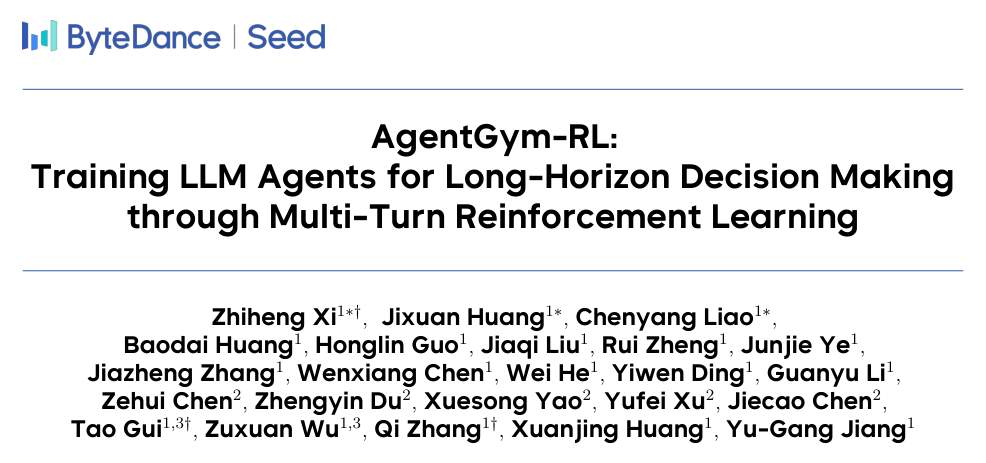 ByteDance | Seed
AgentGym-RL:
Training LLM Agents for Long-Horizon Decision Making
through Multi-Turn Reinforcement Learning
Zhiheng Xi¹*†, Jixuan Huang¹*, Chenyang Liao¹*,
Baodai Huang¹, Honglin Guo¹, Jiaqi Liu¹, Rui Zheng¹, Junjie Ye¹,
Jiazheng Zhang¹, Wenxiang Chen¹, Wei He¹, Yiwen Ding¹, Guanyu Li¹,
Zehui Chen², Zhengyin Du², Xuesong Yao², Yufei Xu², Jiecao Chen²,
Tao Gui¹,³†, Zuxuan Wu¹,³, Qi Zhang¹†, Xuanjing Huang¹, Yu-Gang Jiang¹